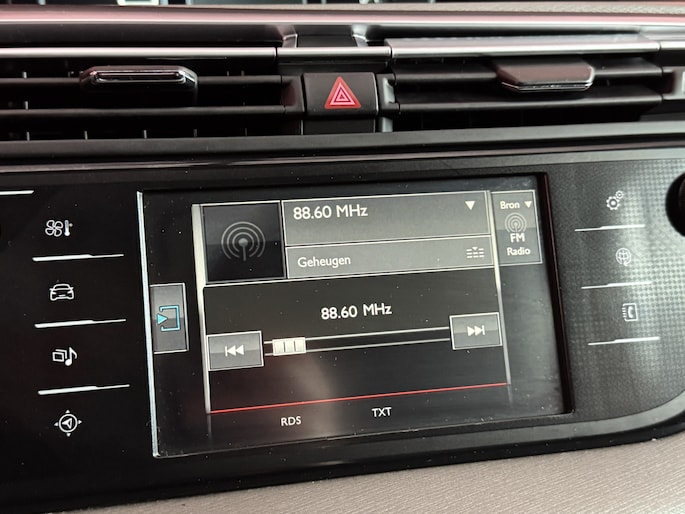 88.60 MHz
Bron
FM
Radio
Geheugen
88.60 MHz
RDS
TXT